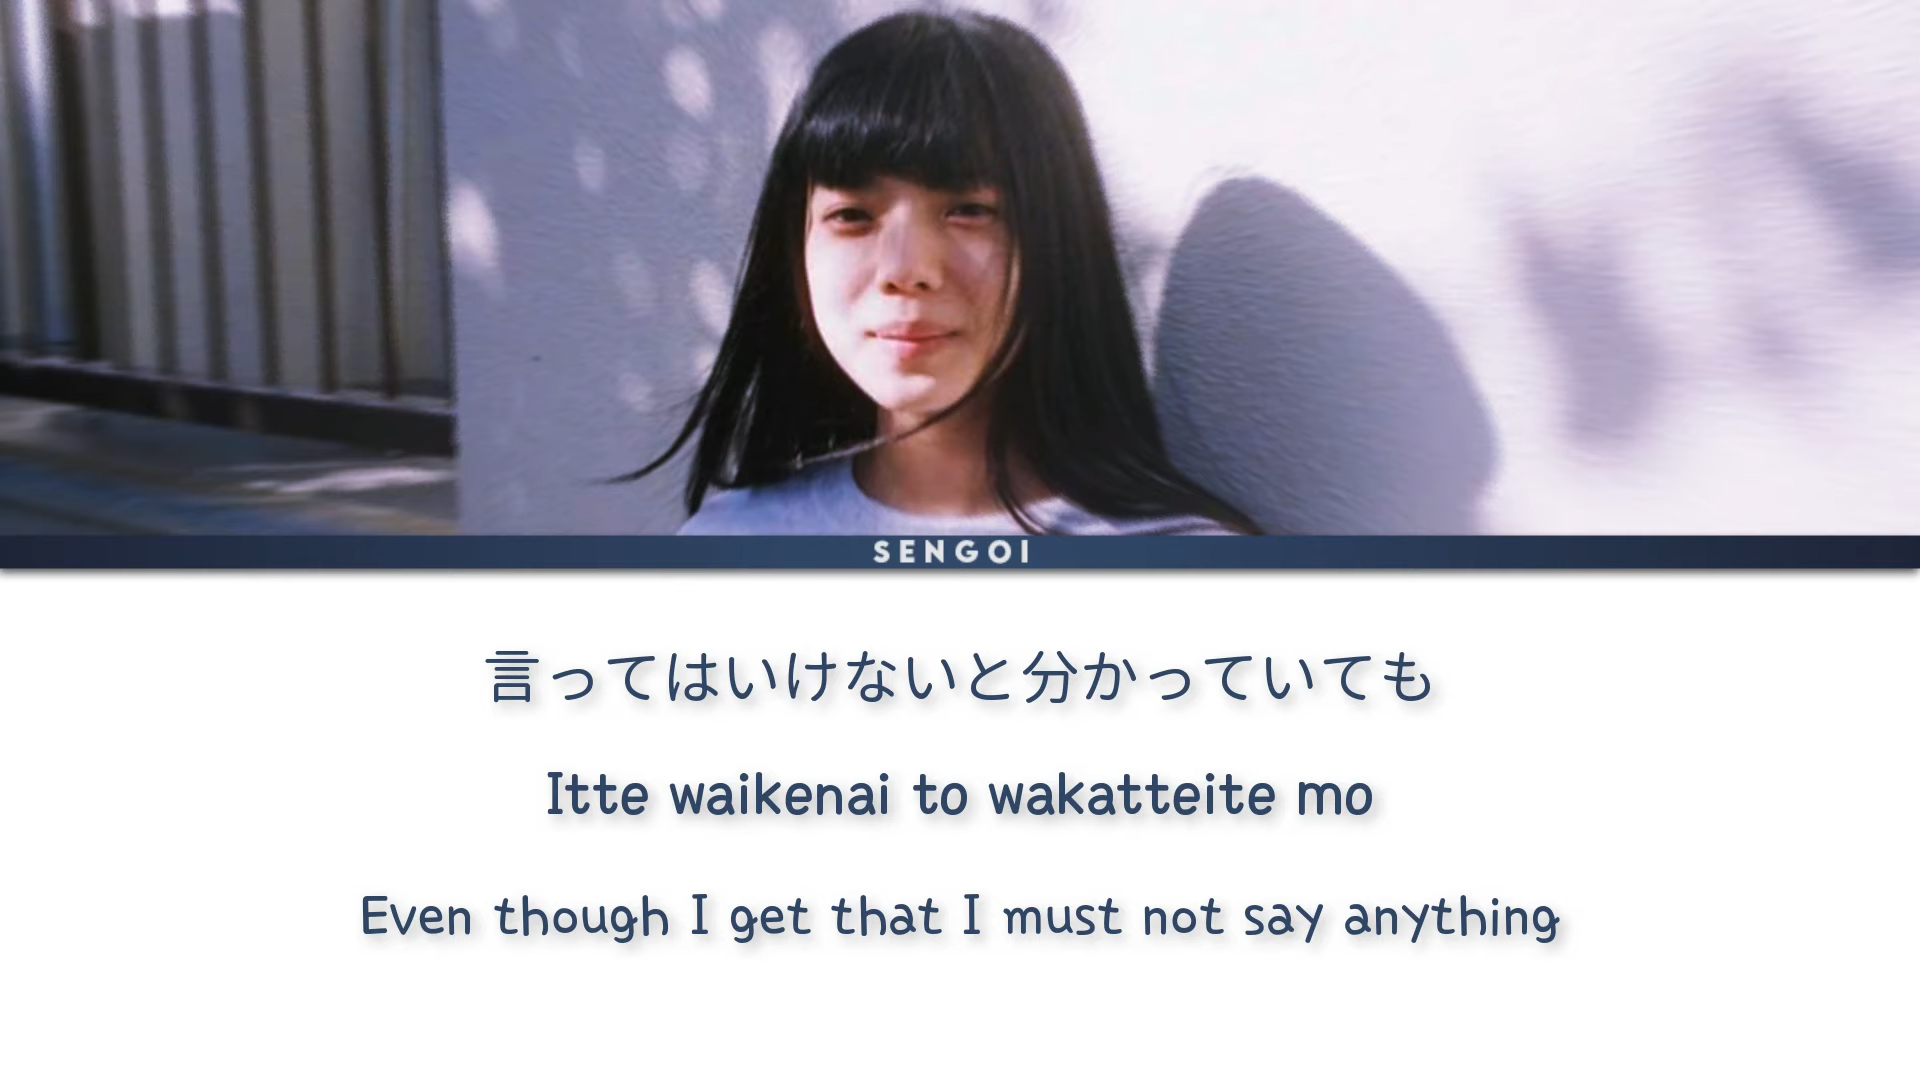 SENGOI
言ってはいけないと分かっていても
Itte waikenai to wakatteite mo
Even though I get that I must not say anything